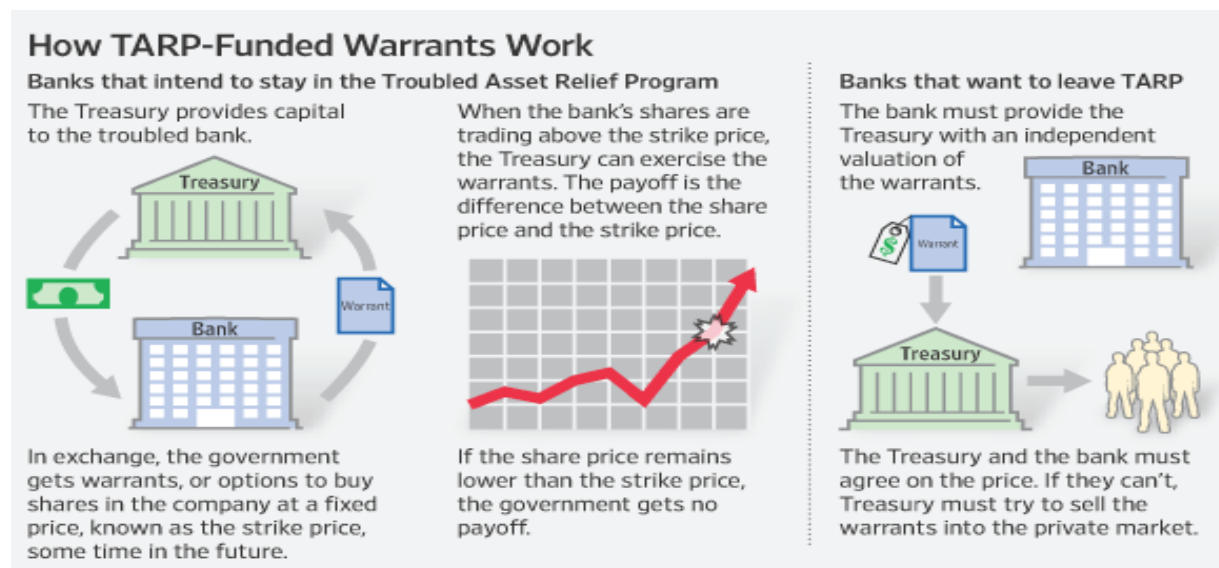 How TARP-Funded Warrants Work
Banks that intend to stay in the Troubled Asset Relief Program
The Treasury provides capital
to the troubled bank.
Treasury
Warrant
Bank
In exchange, the government
gets warrants, or options to buy
shares in the company at a fixed
price, known as the strike price,
some time in the future.
When the bank's shares are
trading above the strike price,
the Treasury can exercise the
warrants. The payoff is the
difference between the share
price and the strike price.
If the share price remains
lower than the strike price,
the government gets no
payoff.
Banks that want to leave TARP
The bank must provide the
Treasury with an independent
valuation of
the warrants.
Bank
$
Warrant
Treasury
The Treasury and the bank must
agree on the price. If they can't,
Treasury must try to sell the
warrants into the private market.